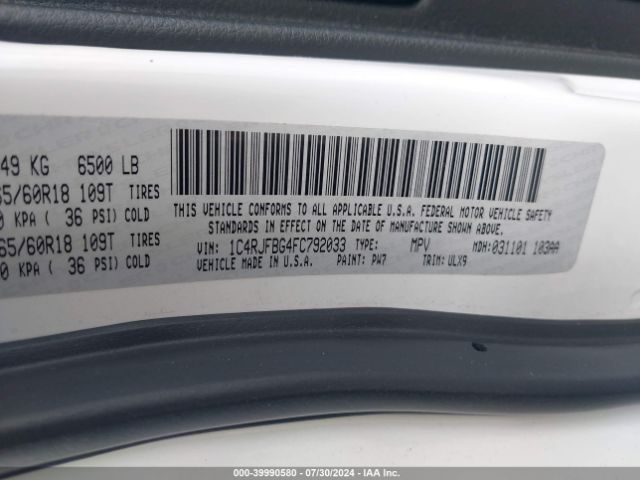 49 KG 6500 LB
65/60R18 109T TIRES
0 KPA ( 36 PSI) COLD
65/60R18 109T TIRES
0 KPA ( 36 PSI) COLD
THIS VEHICLE CONFORMS TO ALL APPLICABLE U.S.A. FEDERAL MOTOR VEHICLE SAFETY
STANDARDS IN EFFECT ON THE DATE OF MANUFACTURE SHOWN ABOVE.
VIN: 1C4RJFBG4FC792033 TYPE: MPV MDH:031101 103AA
VEHICLE MADE IN U.S.A. PAINT: PW7 TRIM: VLX9
000-39990580 | 07/30/2024 - IAA Inc.